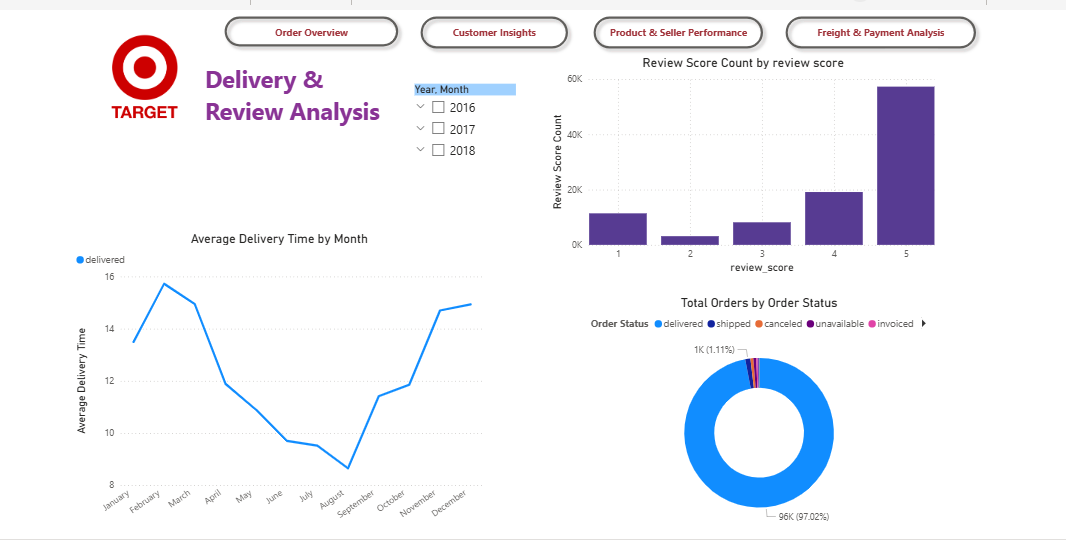 Order Overview
Customer Insights
Product & Seller Performance
Freight & Payment Analysis
TARGET
Delivery &
Review Analysis
Year, Month
2016
2017
2018
Review Score Count by review score
Review Score Count
60K
40K
20K
0K
1 2 3 4 5
review_score
Average Delivery Time by Month
delivered
Average Delivery Time
16
14
12
10
8
January February March April May June July August September October November December
Total Orders by Order Status
Order Status delivered shipped canceled unavailable invoiced
1K (1.11%)
96K (97.02%)